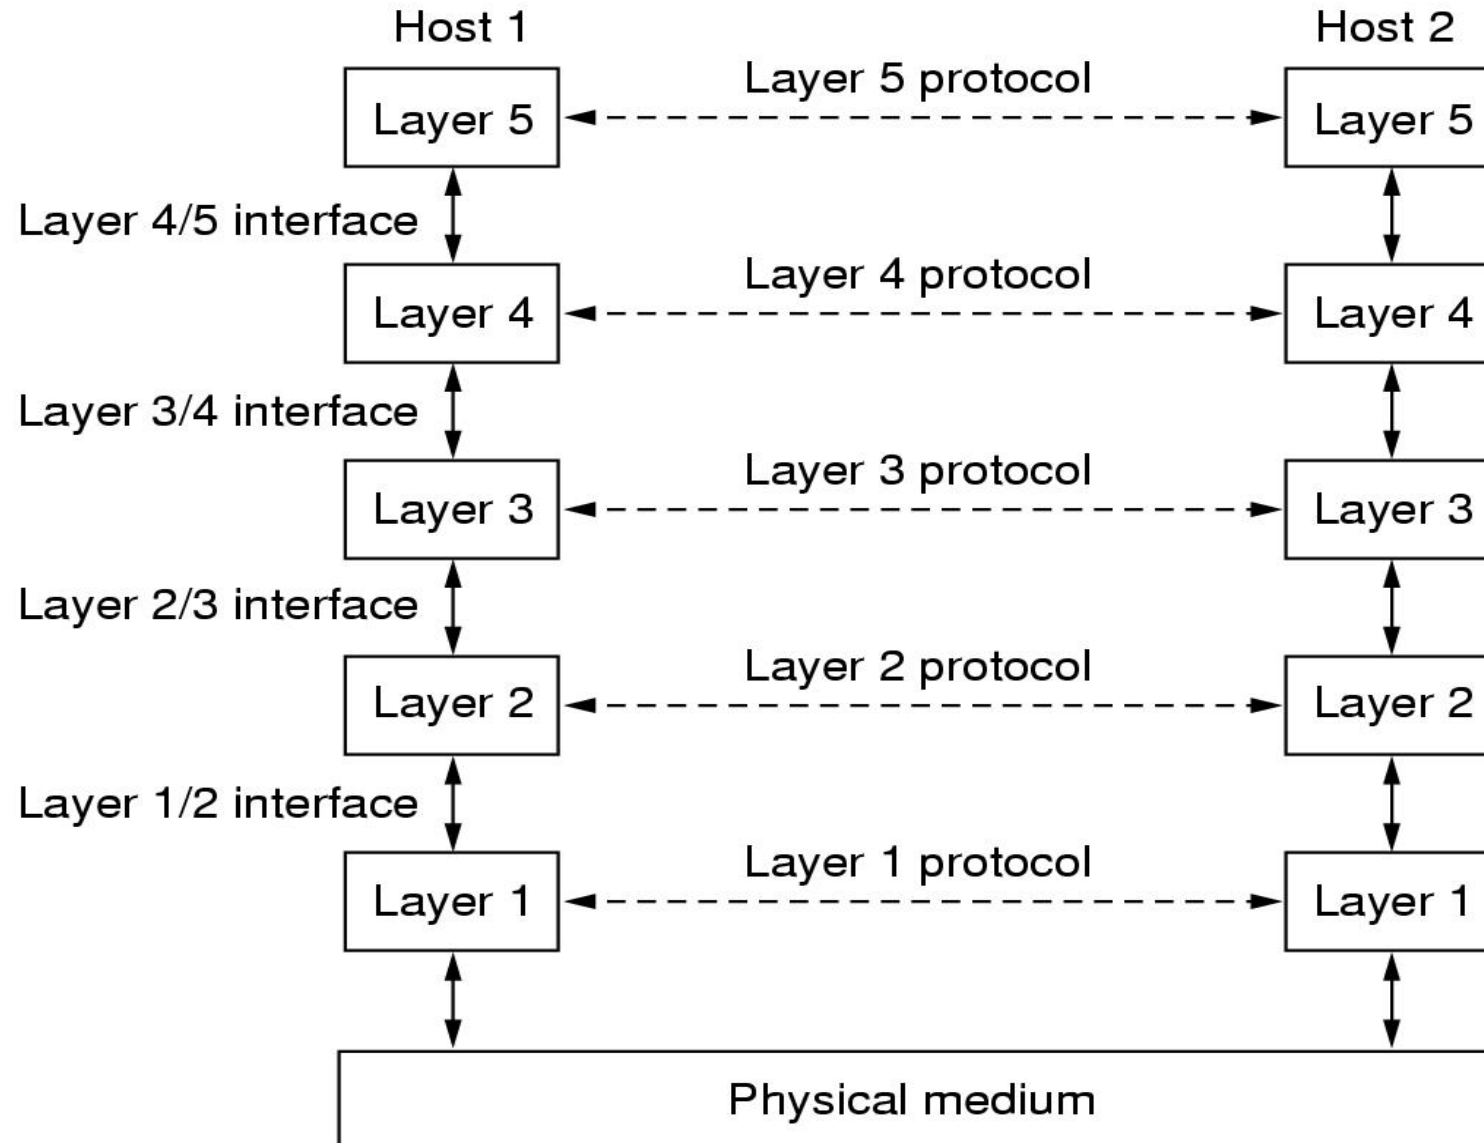 Host 1
Host 2
Layer 5 protocol
Layer 5
Layer 5
Layer 4/5 interface
Layer 4 protocol
Layer 4
Layer 4
Layer 3/4 interface
Layer 3 protocol
Layer 3
Layer 3
Layer 2/3 interface
Layer 2 protocol
Layer 2
Layer 2
Layer 1/2 interface
Layer 1 protocol
Layer 1
Layer 1
Physical medium